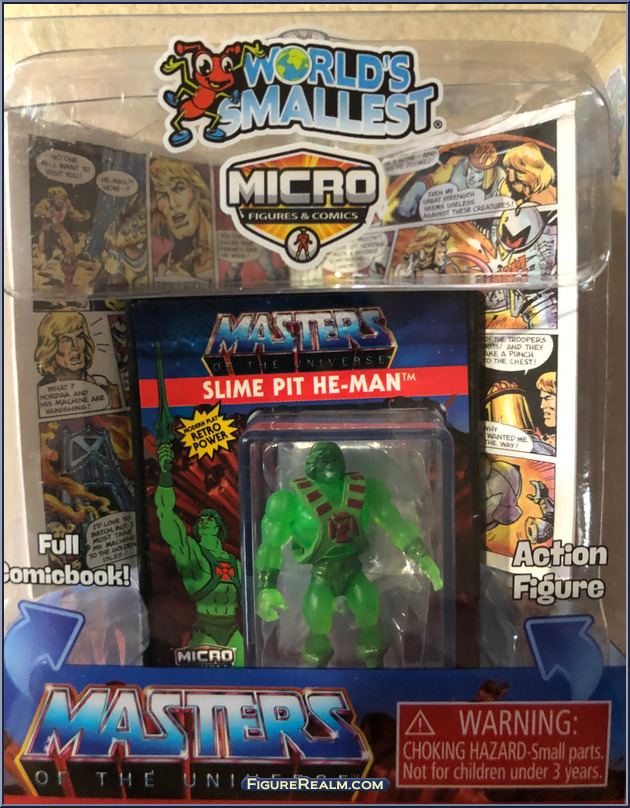 WORLD'S
SMALLEST®
MICRO
FIGURES & COMICS
NO ONE
WILL WANT TO
VISIT YOU!
HE-MAN?
HOW--?
EVEN MY
GREAT STRENGTH
SEEMS USELESS
AGAINST THESE CREATURES!
MASTERS
OF THE UNIVERSE
SLIME PIT HE-MAN™
MODERN PLAY
RETRO
POWER
WHAT?
HORDAK AND
HIS MACHINE ARE
VANISHING!
THE TROOPERS
AND THEY
TAKE A PUNCH
TO THE CHEST!
WHY
WANTED ME
THE WAY!
I'D LOVE TO
WATCH, BUT I
MUST TAKE
MY MACHINE
TO THE GOLDEN
ISLES!
Full
Comicbook!
Action
Figure
MICRO
MASTERS
OF THE UNIVERSE™
WARNING:
CHOKING HAZARD-Small parts.
Not for children under 3 years.
FigureRealm.com